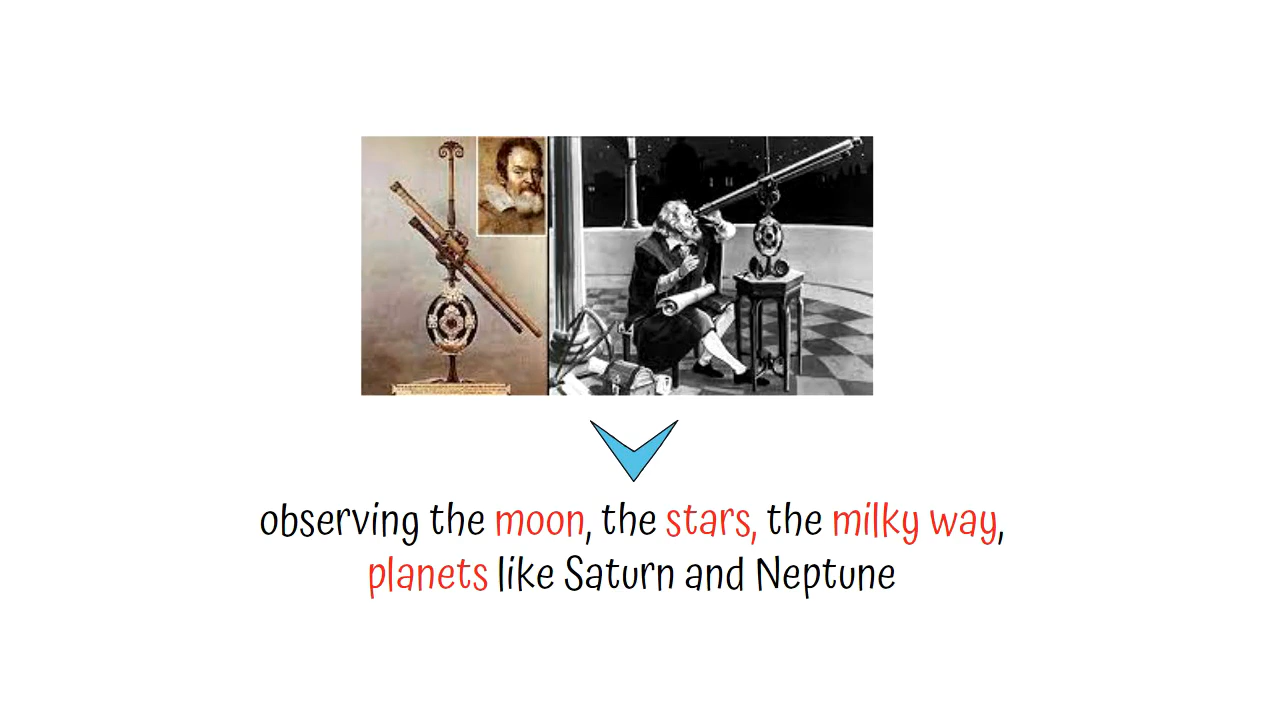 observing the moon, the stars, the milky way,
planets like Saturn and Neptune